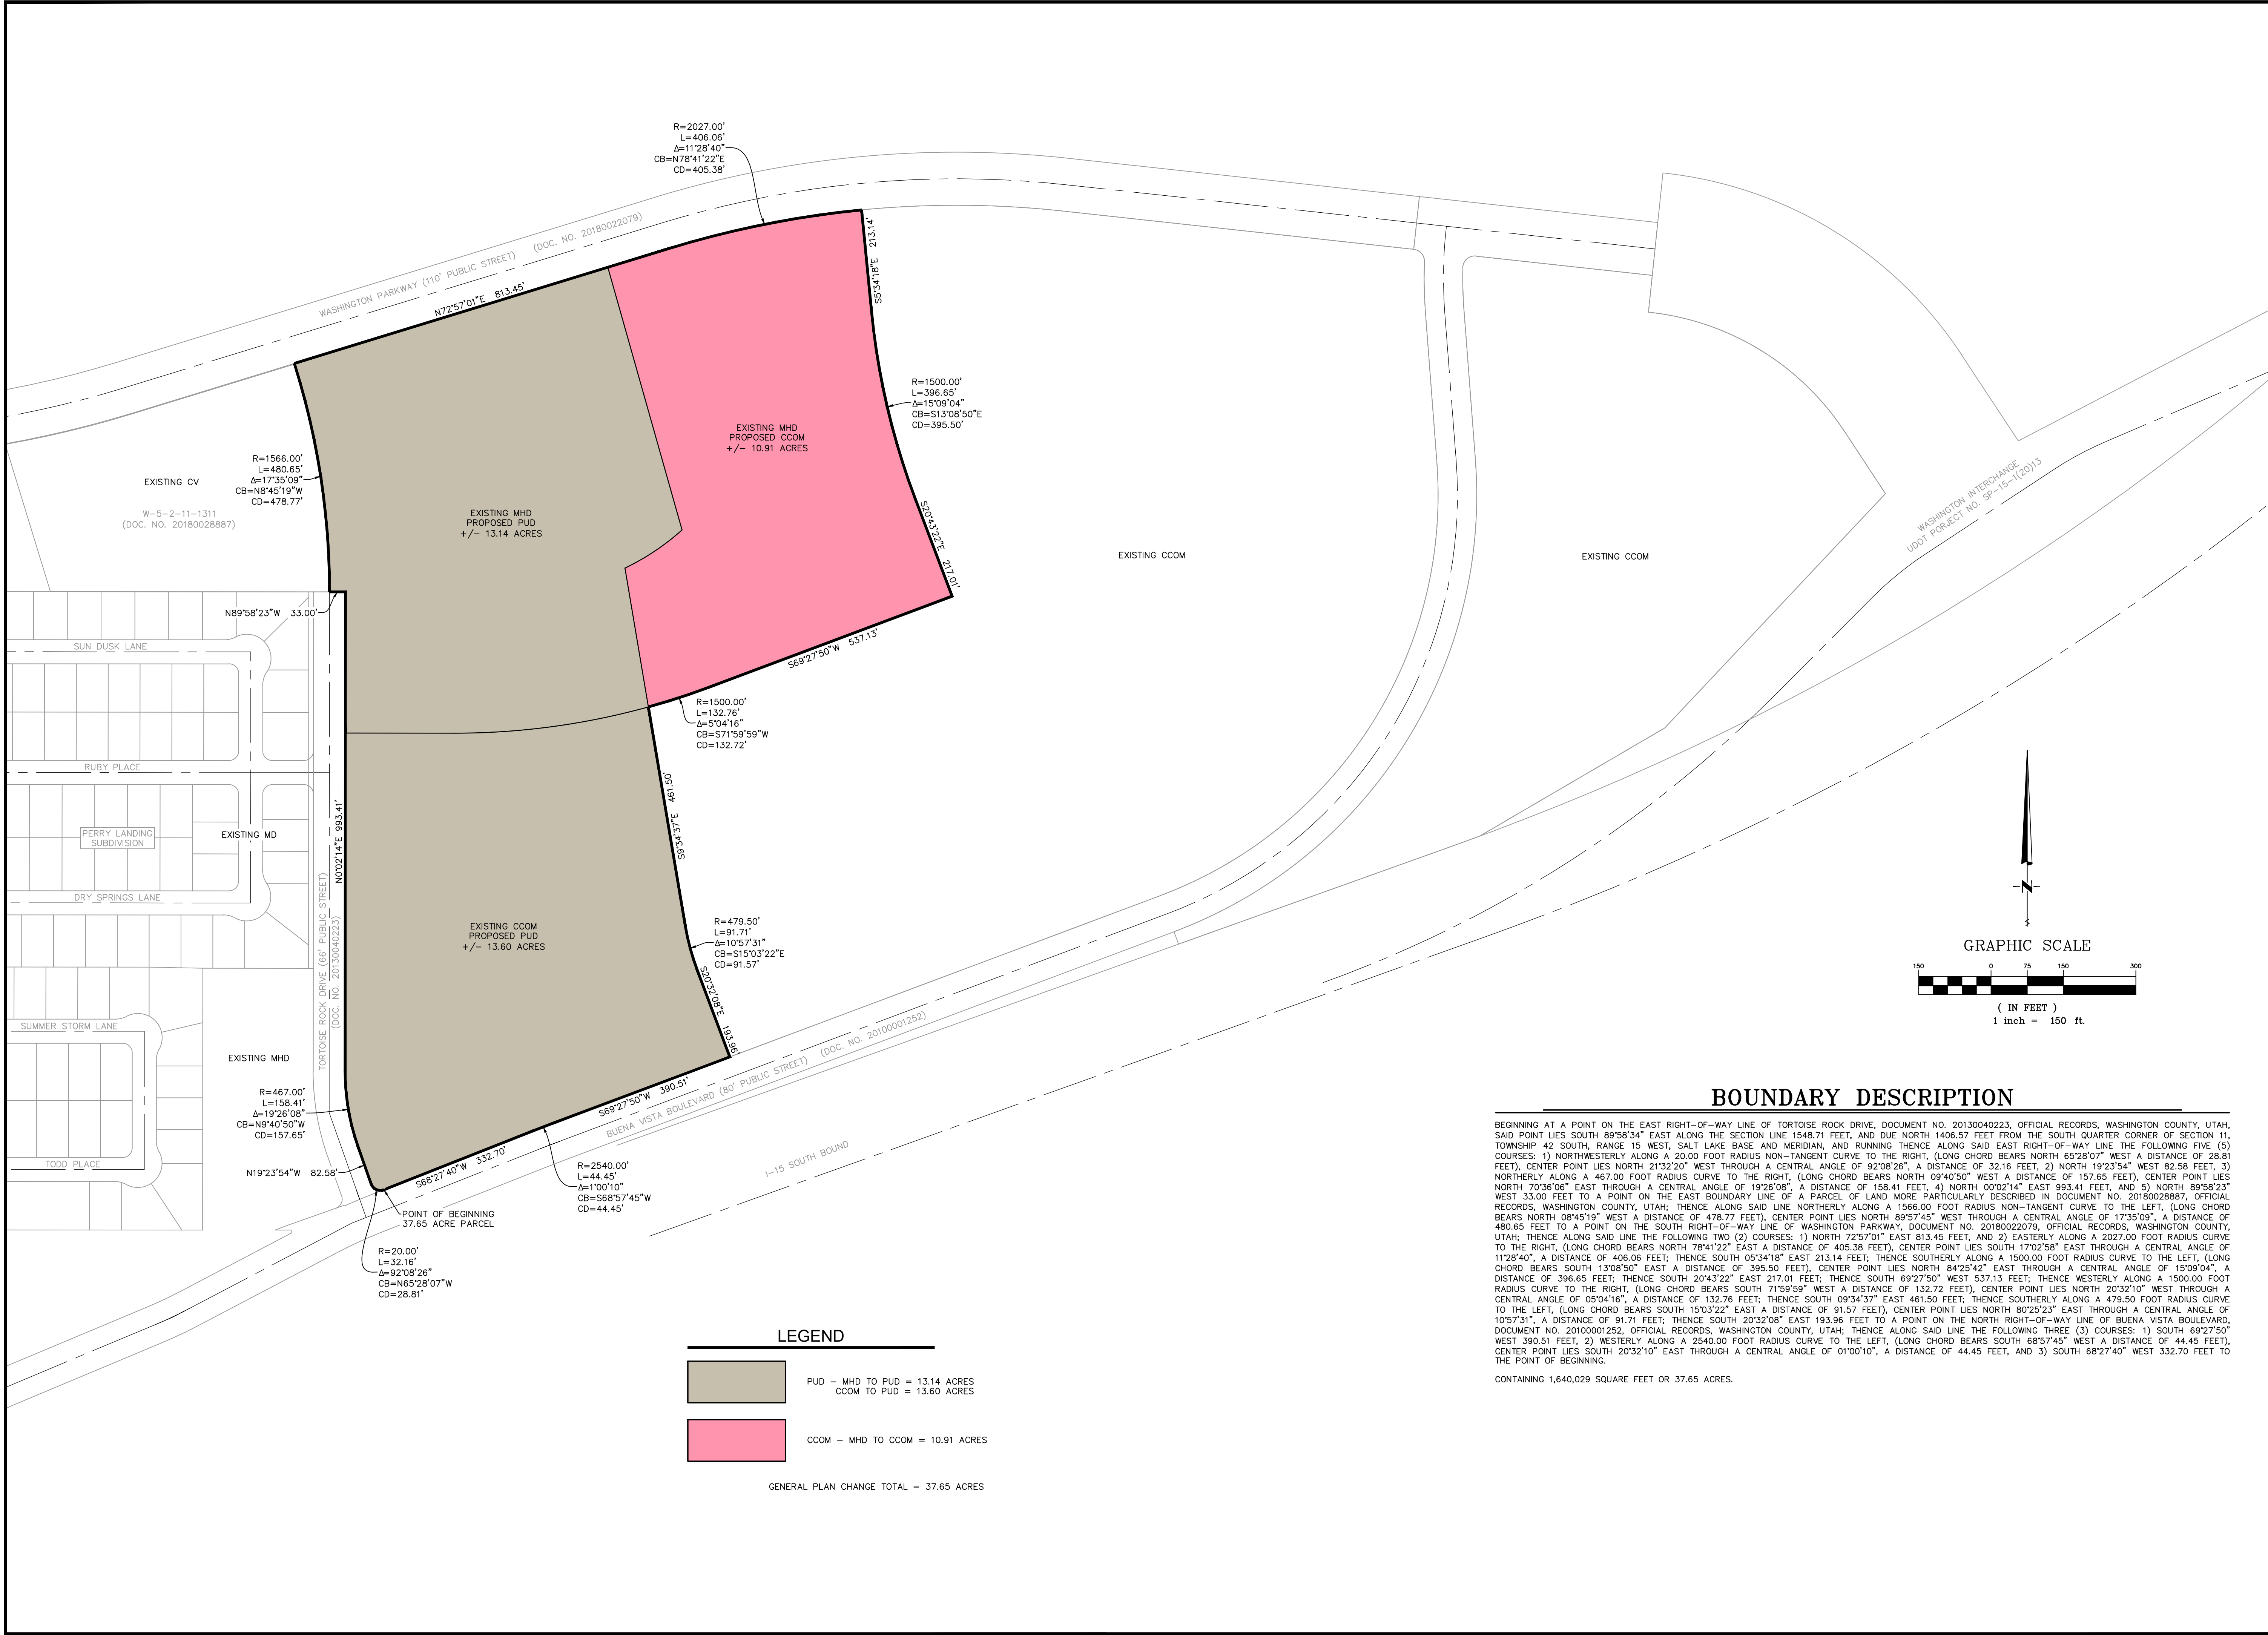 R=2027.00'
L=406.06'
Δ=11°28'40"
CB=N78°41'22"E
CD=405.38'
WASHINGTON PARKWAY (110' PUBLIC STREET) (DOC. NO. 20180022079)
N72°57'01"E 813.45'
S5°34'18"E 213.14'
R=1500.00'
L=396.65'
Δ=15°09'04"
CB=S13°08'50"E
CD=395.50'
EXISTING MHD
PROPOSED CCOM
+/- 10.91 ACRES
R=1566.00'
L=480.65'
Δ=17°35'09"
CB=N8°45'19"W
CD=478.77'
EXISTING CV
W-5-2-11-1311
(DOC. NO. 20180028887)
EXISTING MHD
PROPOSED PUD
+/- 13.14 ACRES
S20°43'22"E 217.01'
EXISTING CCOM
EXISTING CCOM
WASHINGTON INTERCHANGE
UDOT PORJECT NO. SP-15-1(20)13
N89°58'23"W 33.00'
SUN DUSK LANE
S69°27'50"W 537.13'
R=1500.00'
L=132.76'
Δ=5°04'16"
CB=S71°59'59"W
CD=132.72'
RUBY PLACE
PERRY LANDING
SUBDIVISION
EXISTING MD
N0°02'14"E 993.41'
S9°34'37"E 461.50'
DRY SPRINGS LANE
TORTOISE ROCK DRIVE (66' PUBLIC STREET)
(DOC. NO. 20130040223)
EXISTING CCOM
PROPOSED PUD
+/- 13.60 ACRES
R=479.50'
L=91.71'
Δ=10°57'31"
CB=S15°03'22"E
CD=91.57'
S20°32'08"E 193.96'
SUMMER STORM LANE
EXISTING MHD
R=467.00'
L=158.41'
Δ=19°26'08"
CB=N9°40'50"W
CD=157.65'
TODD PLACE
N19°23'54"W 82.58'
S69°27'50"W 390.51'
BUENA VISTA BOULEVARD (80' PUBLIC STREET) (DOC. NO. 20100001252)
S68°27'40"W 332.70'
I-15 SOUTH BOUND
R=2540.00'
L=44.45'
Δ=1°00'10"
CB=S68°57'45"W
CD=44.45'
POINT OF BEGINNING
37.65 ACRE PARCEL
R=20.00'
L=32.16'
Δ=92°08'26"
CB=N65°28'07"W
CD=28.81'
N
GRAPHIC SCALE
150 0 75 150 300
( IN FEET )
1 inch = 150 ft.
BOUNDARY DESCRIPTION
BEGINNING AT A POINT ON THE EAST RIGHT-OF-WAY LINE OF TORTOISE ROCK DRIVE, DOCUMENT NO. 20130040223, OFFICIAL RECORDS, WASHINGTON COUNTY, UTAH,
SAID POINT LIES SOUTH 89°58'34" EAST ALONG THE SECTION LINE 1548.71 FEET, AND DUE NORTH 1406.57 FEET FROM THE SOUTH QUARTER CORNER OF SECTION 11,
TOWNSHIP 42 SOUTH, RANGE 15 WEST, SALT LAKE BASE AND MERIDIAN, AND RUNNING THENCE ALONG SAID EAST RIGHT-OF-WAY LINE THE FOLLOWING FIVE (5)
COURSES: 1) NORTHWESTERLY ALONG A 20.00 FOOT RADIUS NON-TANGENT CURVE TO THE RIGHT, (LONG CHORD BEARS NORTH 65°28'07" WEST A DISTANCE OF 28.81
FEET), CENTER POINT LIES NORTH 21°32'20" WEST THROUGH A CENTRAL ANGLE OF 92°08'26", A DISTANCE OF 32.16 FEET, 2) NORTH 19°23'54" WEST 82.58 FEET, 3)
NORTHERLY ALONG A 467.00 FOOT RADIUS CURVE TO THE RIGHT, (LONG CHORD BEARS NORTH 09°40'50" WEST A DISTANCE OF 157.65 FEET), CENTER POINT LIES
NORTH 70°36'06" EAST THROUGH A CENTRAL ANGLE OF 19°26'08", A DISTANCE OF 158.41 FEET, 4) NORTH 00°02'14" EAST 993.41 FEET, AND 5) NORTH 89°58'23"
WEST 33.00 FEET TO A POINT ON THE EAST BOUNDARY LINE OF A PARCEL OF LAND MORE PARTICULARLY DESCRIBED IN DOCUMENT NO. 20180028887, OFFICIAL
RECORDS, WASHINGTON COUNTY, UTAH; THENCE ALONG SAID LINE NORTHERLY ALONG A 1566.00 FOOT RADIUS NON-TANGENT CURVE TO THE LEFT, (LONG CHORD
BEARS NORTH 08°45'19" WEST A DISTANCE OF 478.77 FEET), CENTER POINT LIES NORTH 89°57'45" WEST THROUGH A CENTRAL ANGLE OF 17°35'09", A DISTANCE OF
480.65 FEET TO A POINT ON THE SOUTH RIGHT-OF-WAY LINE OF WASHINGTON PARKWAY, DOCUMENT NO. 20180022079, OFFICIAL RECORDS, WASHINGTON COUNTY,
UTAH; THENCE ALONG SAID LINE THE FOLLOWING TWO (2) COURSES: 1) NORTH 72°57'01" EAST 813.45 FEET, AND 2) EASTERLY ALONG A 2027.00 FOOT RADIUS CURVE
TO THE RIGHT, (LONG CHORD BEARS NORTH 78°41'22" EAST A DISTANCE OF 405.38 FEET), CENTER POINT LIES SOUTH 17°02'58" EAST THROUGH A CENTRAL ANGLE OF
11°28'40", A DISTANCE OF 406.06 FEET; THENCE SOUTH 05°34'18" EAST 213.14 FEET; THENCE SOUTHERLY ALONG A 1500.00 FOOT RADIUS CURVE TO THE LEFT, (LONG
CHORD BEARS SOUTH 13°08'50" EAST A DISTANCE OF 395.50 FEET), CENTER POINT LIES NORTH 84°25'42" EAST THROUGH A CENTRAL ANGLE OF 15°09'04", A
DISTANCE OF 396.65 FEET; THENCE SOUTH 20°43'22" EAST 217.01 FEET; THENCE SOUTH 69°27'50" WEST 537.13 FEET; THENCE WESTERLY ALONG A 1500.00 FOOT
RADIUS CURVE TO THE RIGHT, (LONG CHORD BEARS SOUTH 71°59'59" WEST A DISTANCE OF 132.72 FEET), CENTER POINT LIES NORTH 20°32'10" WEST THROUGH A
CENTRAL ANGLE OF 05°04'16", A DISTANCE OF 132.76 FEET; THENCE SOUTH 09°34'37" EAST 461.50 FEET; THENCE SOUTHERLY ALONG A 479.50 FOOT RADIUS CURVE
TO THE LEFT, (LONG CHORD BEARS SOUTH 15°03'22" EAST A DISTANCE OF 91.57 FEET), CENTER POINT LIES NORTH 80°25'23" EAST THROUGH A CENTRAL ANGLE OF
10°57'31", A DISTANCE OF 91.71 FEET; THENCE SOUTH 20°32'08" EAST 193.96 FEET TO A POINT ON THE NORTH RIGHT-OF-WAY LINE OF BUENA VISTA BOULEVARD,
DOCUMENT NO. 20100001252, OFFICIAL RECORDS, WASHINGTON COUNTY, UTAH; THENCE ALONG SAID LINE THE FOLLOWING THREE (3) COURSES: 1) SOUTH 69°27'50"
WEST 390.51 FEET, 2) WESTERLY ALONG A 2540.00 FOOT RADIUS CURVE TO THE LEFT, (LONG CHORD BEARS SOUTH 68°57'45" WEST A DISTANCE OF 44.45 FEET),
CENTER POINT LIES SOUTH 20°32'10" EAST THROUGH A CENTRAL ANGLE OF 01°00'10", A DISTANCE OF 44.45 FEET, AND 3) SOUTH 68°27'40" WEST 332.70 FEET TO
THE POINT OF BEGINNING.
CONTAINING 1,640,029 SQUARE FEET OR 37.65 ACRES.
LEGEND
PUD - MHD TO PUD = 13.14 ACRES
CCOM TO PUD = 13.60 ACRES
CCOM - MHD TO CCOM = 10.91 ACRES
GENERAL PLAN CHANGE TOTAL = 37.65 ACRES